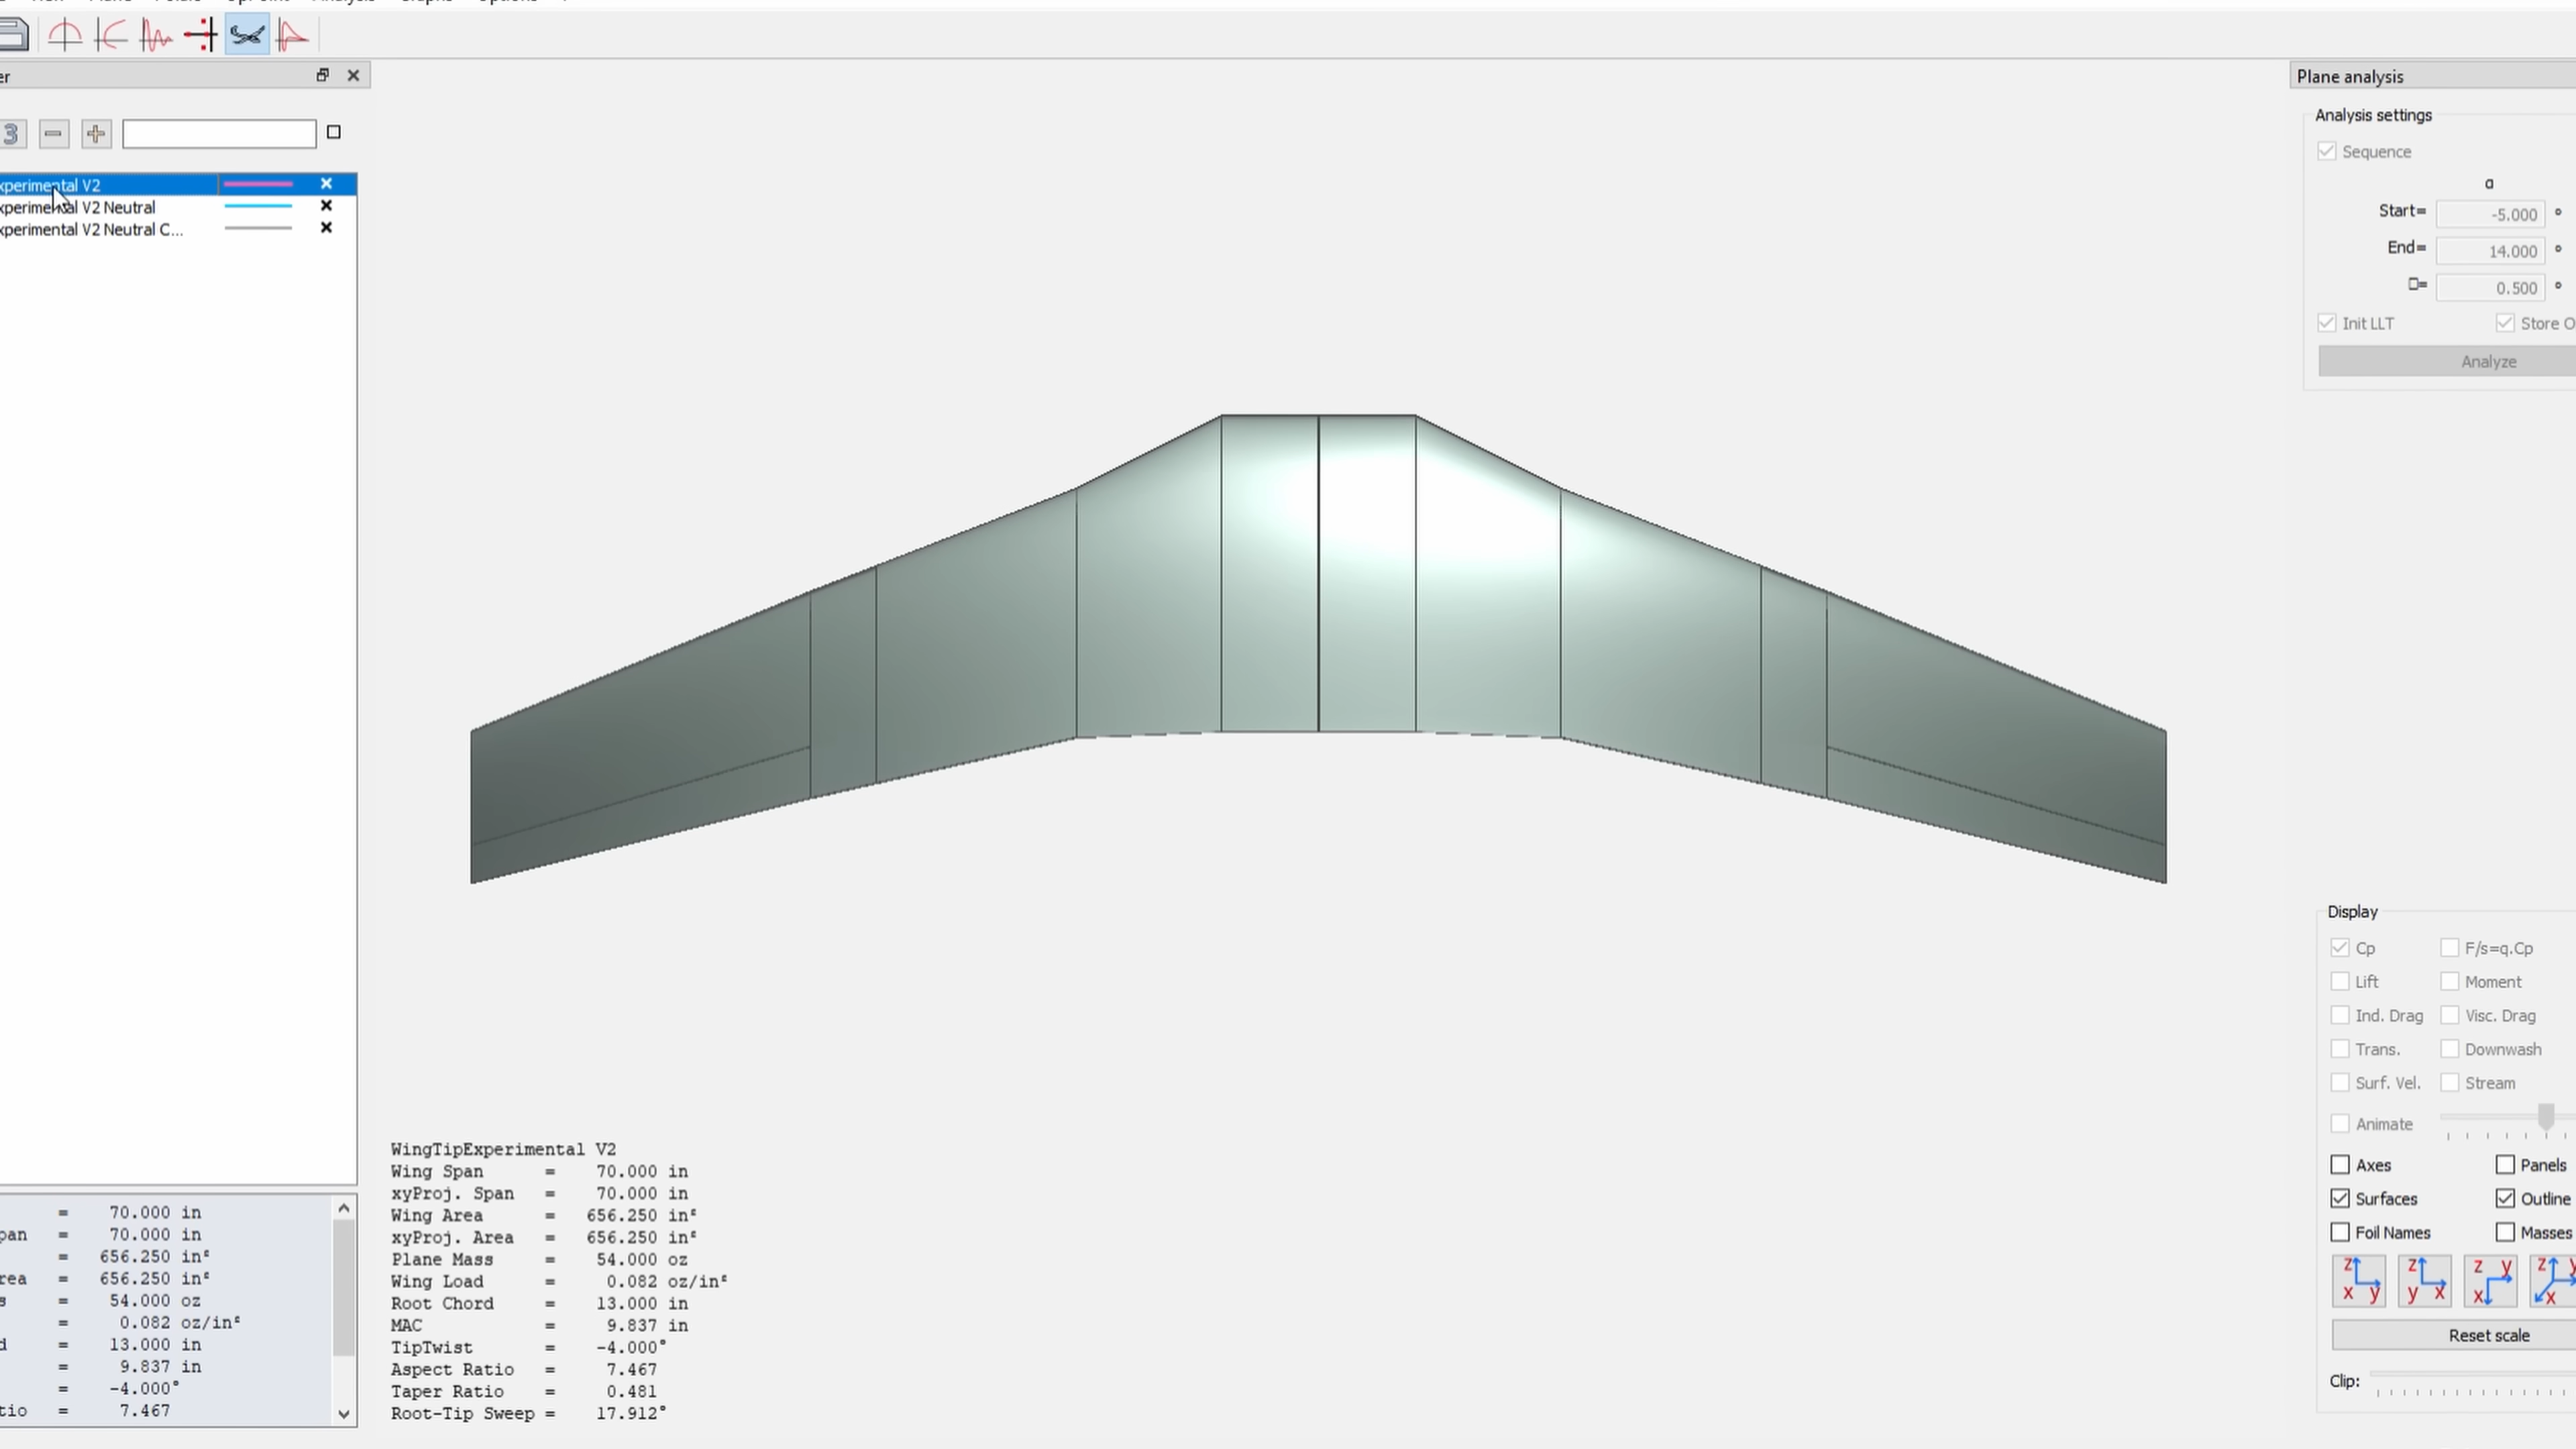 er
Plane analysis
3
xperimental V2
xperimental V2 Neutral
xperimental V2 Neutral C...
Analysis settings
Sequence
α
Start= -5.000 °
End= 14.000 °
□= 0.500 °
Init LLT Store O
Analyze
Display
Cp F/s=q.Cp
Lift Moment
Ind. Drag Visc. Drag
Trans. Downwash
Surf. Vel. Stream
Animate
Axes Panels
Surfaces Outline
Foil Names Masses
z x y z y x z y x z y x
Reset scale
Clip:
= 70.000 in
pan = 70.000 in
= 656.250 in²
rea = 656.250 in²
s = 54.000 oz
= 0.082 oz/in²
d = 13.000 in
= 9.837 in
= -4.000°
tio = 7.467
WingTipExperimental V2
Wing Span = 70.000 in
xyProj. Span = 70.000 in
Wing Area = 656.250 in²
xyProj. Area = 656.250 in²
Plane Mass = 54.000 oz
Wing Load = 0.082 oz/in²
Root Chord = 13.000 in
MAC = 9.837 in
TipTwist = -4.000°
Aspect Ratio = 7.467
Taper Ratio = 0.481
Root-Tip Sweep = 17.912°